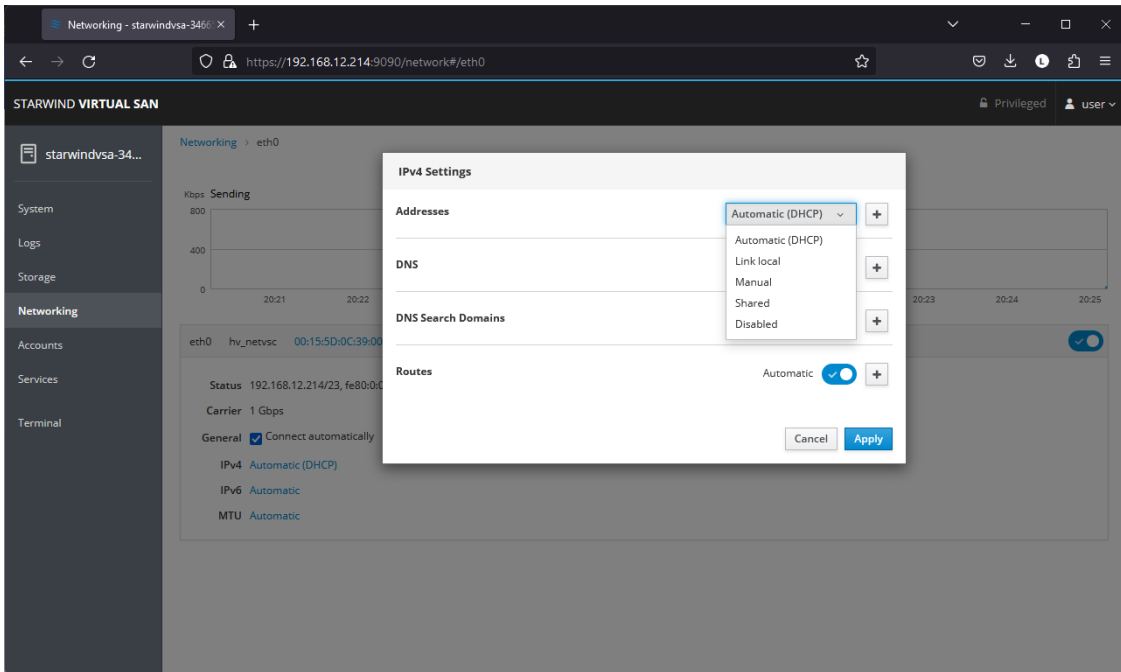 Networking - starwindvsa-3466
https://192.168.12.214:9090/network#/eth0
STARWIND VIRTUAL SAN
Privileged
user
starwindvsa-34...
System
Logs
Storage
Networking
Accounts
Services
Terminal
Networking > eth0
Kbps Sending
800
400
0
20:21
20:22
20:23
20:24
20:25
eth0 hv_netvsc 00:15:5D:0C:39:00
Status 192.168.12.214/23, fe80:0:0
Carrier 1 Gbps
General Connect automatically
IPv4 Automatic (DHCP)
IPv6 Automatic
MTU Automatic
IPv4 Settings
Addresses
Automatic (DHCP)
Automatic (DHCP)
Link local
Manual
Shared
Disabled
DNS
DNS Search Domains
Routes
Automatic
Cancel
Apply